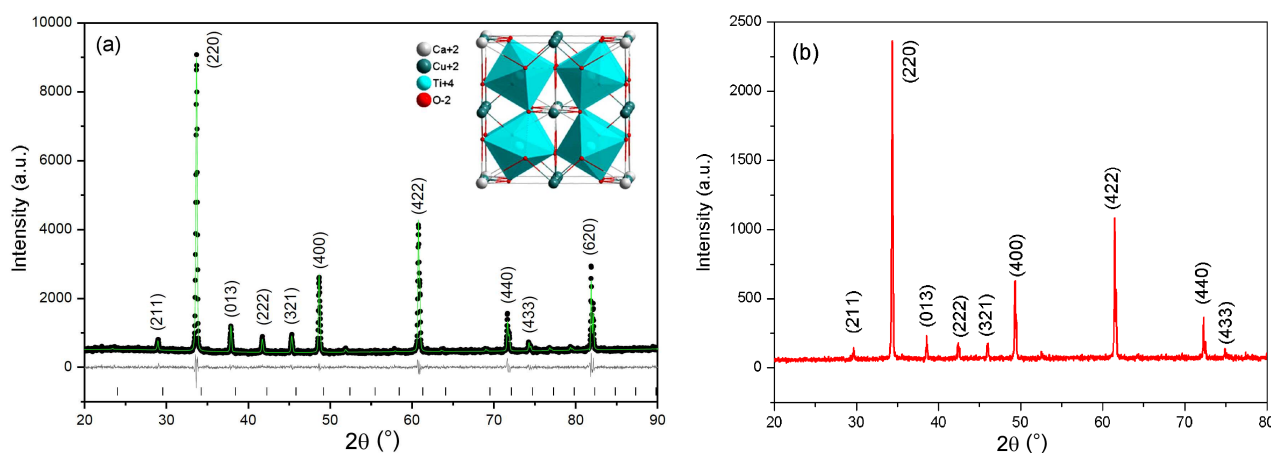 (a)
Intensity (a.u.)
10000
8000
6000
4000
2000
0
(211)
(220)
(013)
(222)
(321)
(400)
(422)
(440)
(433)
(620)
Ca+2
Cu+2
Ti+4
O-2
20 30 40 50 60 70 80 90
2θ (°)
(b)
Intensity (a.u.)
2500
2000
1500
1000
500
0
(211)
(220)
(013)
(222)
(321)
(400)
(422)
(440)
(433)
20 30 40 50 60 70 80
2θ (°)